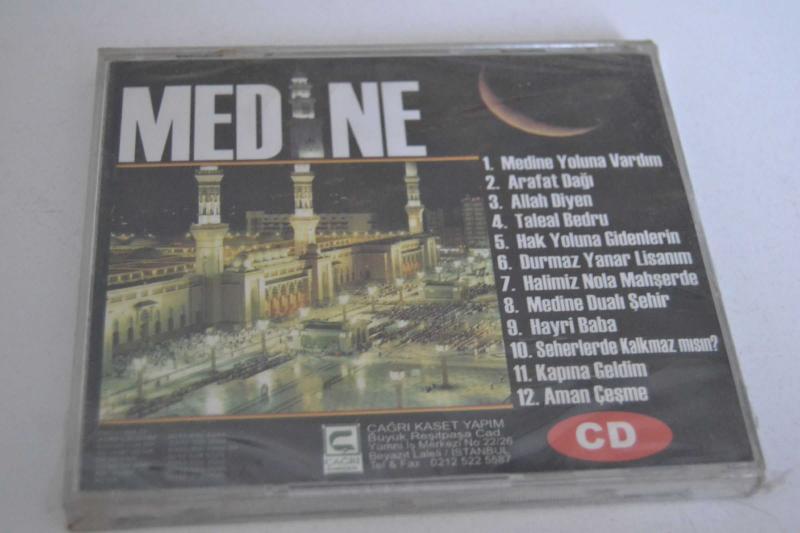 MEDİNE
1. Medine Yoluna Vardım
2. Arafat Dağı
3. Allah Diyen
4. Taleal Bedru
5. Hak Yoluna Gidenlerin
6. Durmaz Yanar Lisanım
7. Halimiz Nola Mahşerde
8. Medine Dualı Şehir
9. Hayri Baba
10. Seherlerde Kalkmaz mısın?
11. Kapına Geldim
12. Aman Çeşme
CD
ÇAĞRI
ÇAĞRI KASET YAPIM
Büyük Reşitpaşa Cad
Yümni İş Merkezi No:22/26
Beyazıt Laleli / İSTANBUL
Tel & Fax : 0212 522 5587